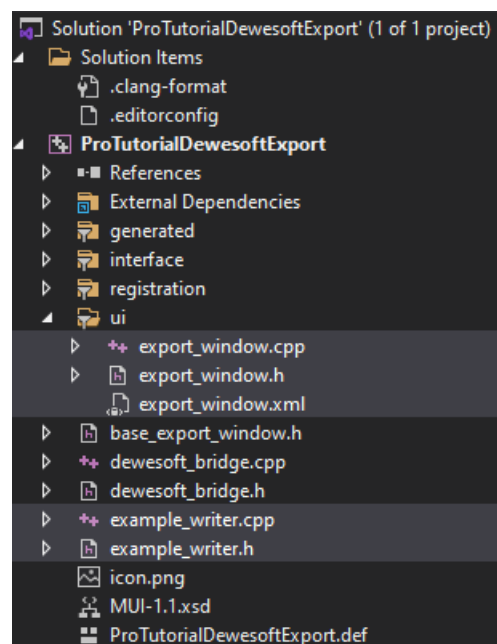 Solution 'ProTutorialDewesoftExport' (1 of 1 project)
Solution Items
.clang-format
.editorconfig
ProTutorialDewesoftExport
References
External Dependencies
generated
interface
registration
ui
export_window.cpp
export_window.h
export_window.xml
base_export_window.h
dewesoft_bridge.cpp
dewesoft_bridge.h
example_writer.cpp
example_writer.h
icon.png
MUI-1.1.xsd
ProTutorialDewesoftExport.def